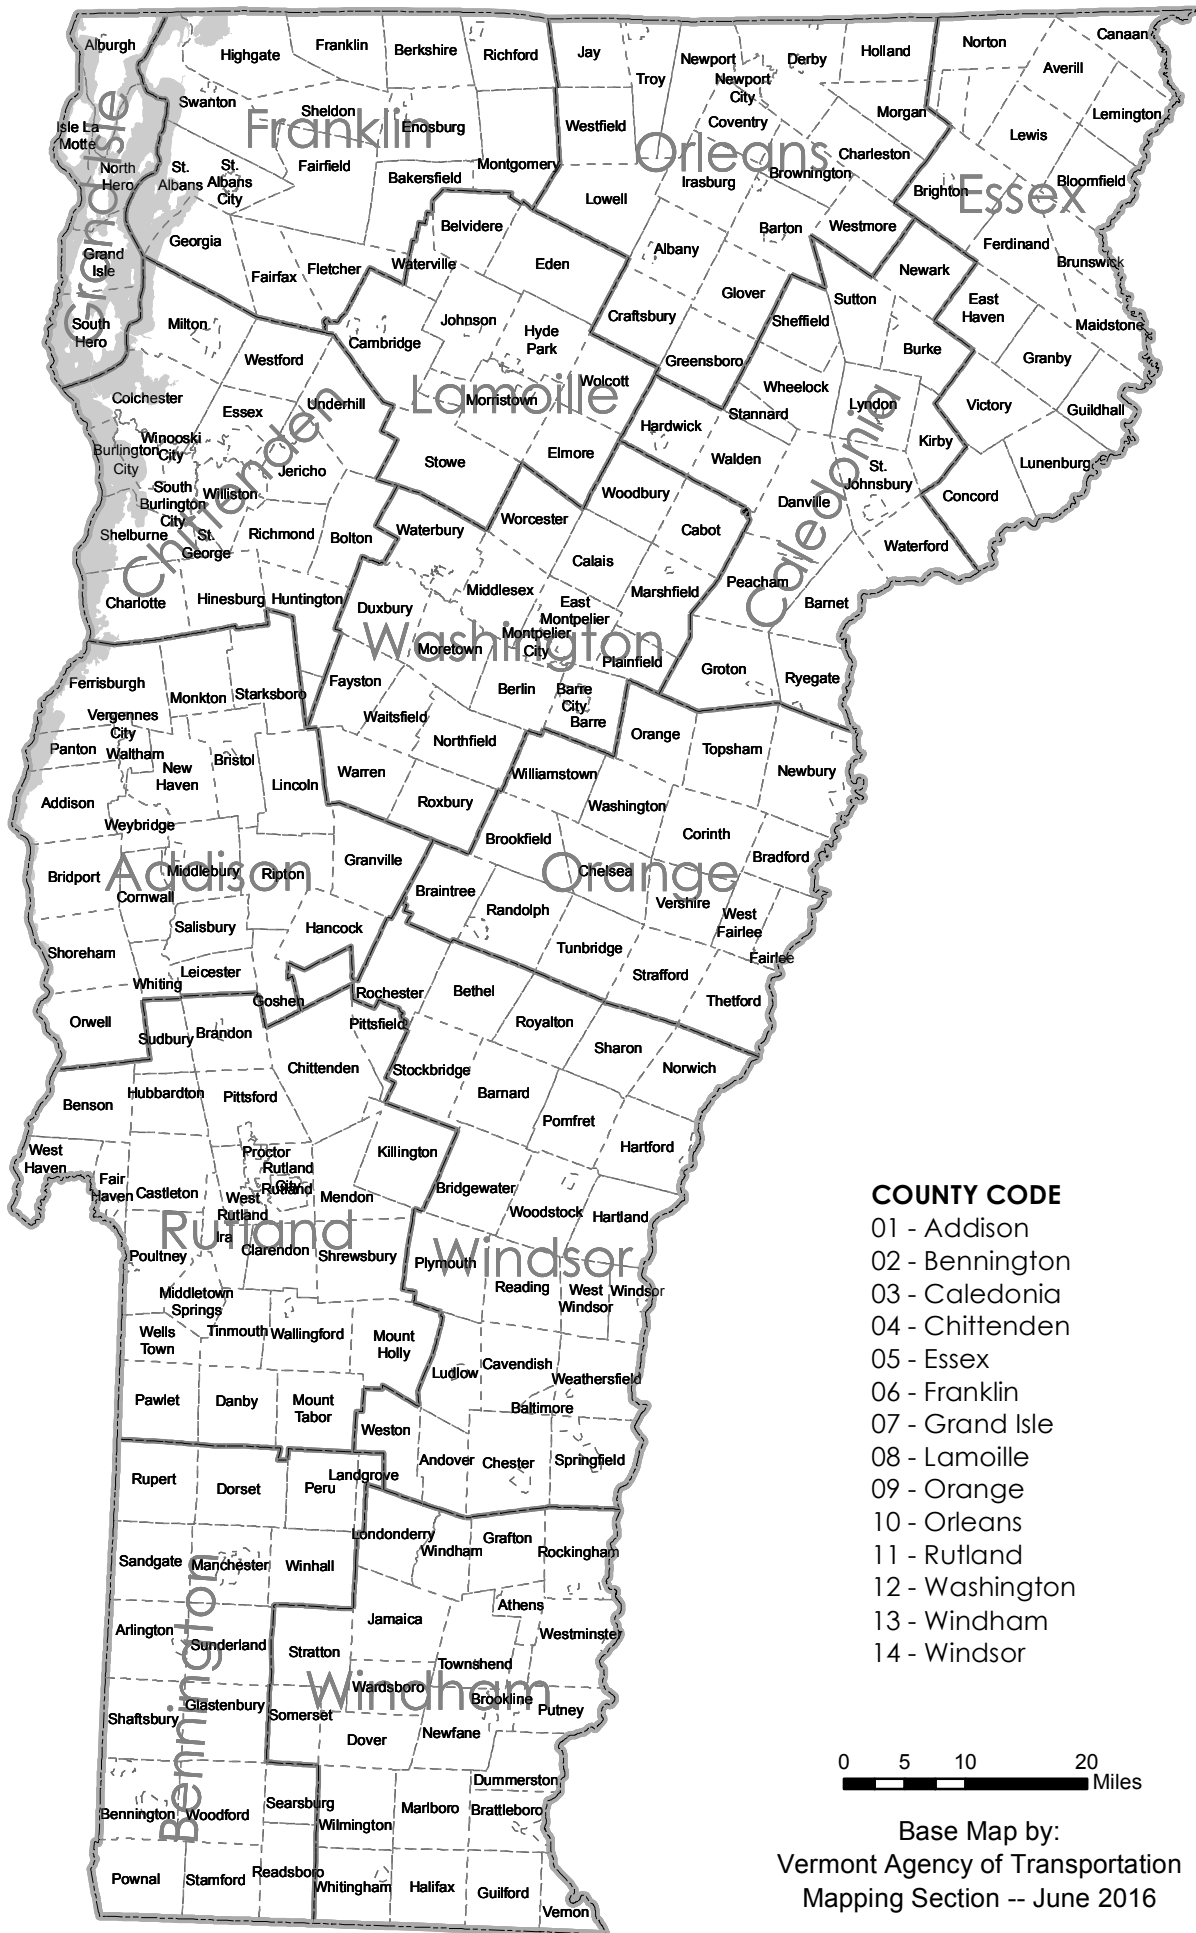 Alburgh
Highgate
Franklin
Berkshire
Richford
Jay
Troy
Newport
Newport
City
Derby
Holland
Norton
Canaan
Averill
Lemington
Lewis
Morgan
Swanton
Sheldon
Enosburg
Westfield
Coventry
Charleston
Franklin
Orleans
Grand Isle
Isle La
Motte
North
Hero
St.
Albans
St.
Albans
City
Fairfield
Bakersfield
Montgomery
Lowell
Irasburg
Brownington
Brighton
Essex
Bloomfield
Georgia
Fairfax
Fletcher
Waterville
Belvidere
Eden
Albany
Barton
Westmore
Ferdinand
Brunswick
Newark
Grand
Isle
South
Hero
Milton
Westford
Cambridge
Johnson
Hyde
Park
Craftsbury
Glover
Greensboro
Sheffield
Sutton
Burke
East
Haven
Granby
Maidstone
Colchester
Essex
Underhill
Lamoille
Morristown
Wolcott
Wheelock
Stannard
Lyndon
Kirby
Victory
Guildhall
Winooski
City
Burlington
City
Chittenden
Jericho
Stowe
Elmore
Hardwick
Walden
Caledonia
St.
Johnsbury
Lunenburg
Concord
South
Burlington
City
Williston
Shelburne
St.
George
Richmond
Bolton
Waterbury
Worcester
Woodbury
Cabot
Danville
Waterford
Charlotte
Hinesburg
Huntington
Duxbury
Middlesex
Calais
East
Montpelier
Marshfield
Peacham
Barnet
Washington
Moretown
Montpelier
City
Plainfield
Groton
Ryegate
Ferrisburgh
Monkton
Starksboro
Fayston
Waitsfield
Berlin
Barre
City
Barre
Vergennes
City
Panton
Waltham
New
Haven
Bristol
Lincoln
Warren
Northfield
Roxbury
Williamstown
Orange
Topsham
Newbury
Washington
Addison
Weybridge
Addison
Middlebury
Ripton
Granville
Brookfield
Orange
Chelsea
Corinth
Bradford
Bridport
Cornwall
Salisbury
Hancock
Braintree
Randolph
Vershire
West
Fairlee
Fairlee
Shoreham
Whiting
Leicester
Goshen
Rochester
Bethel
Tunbridge
Strafford
Thetford
Orwell
Sudbury
Brandon
Pittsfield
Chittenden
Stockbridge
Royalton
Sharon
Norwich
Benson
Hubbardton
Pittsford
Barnard
Pomfret
Hartford
West
Haven
Fair
Haven
Castleton
Proctor
Rutland
City
Rutland
West
Rutland
Mendon
Killington
Bridgewater
Woodstock
Hartland
Rutland
Ira
Clarendon
Shrewsbury
Poultney
Windsor
Plymouth
Reading
West
Windsor
Windsor
Middletown
Springs
Wells
Town
Tinmouth
Wallingford
Mount
Holly
Ludlow
Cavendish
Weathersfield
Baltimore
Pawlet
Danby
Mount
Tabor
Weston
Andover
Chester
Springfield
Rupert
Dorset
Peru
Landgrove
Londonderry
Windham
Grafton
Rockingham
Sandgate
Manchester
Winhall
Athens
Jamaica
Westminster
Arlington
Sunderland
Bennington
Stratton
Townshend
Windham
Wardsboro
Brookline
Putney
Shaftsbury
Glastenbury
Somerset
Dover
Newfane
Dummerston
Bennington
Woodford
Searsburg
Wilmington
Marlboro
Brattleboro
Pownal
Stamford
Readsboro
Whitingham
Halifax
Guilford
Vernon
COUNTY CODE
01 - Addison
02 - Bennington
03 - Caledonia
04 - Chittenden
05 - Essex
06 - Franklin
07 - Grand Isle
08 - Lamoille
09 - Orange
10 - Orleans
11 - Rutland
12 - Washington
13 - Windham
14 - Windsor
0 5 10 20
Miles
Base Map by:
Vermont Agency of Transportation
Mapping Section -- June 2016